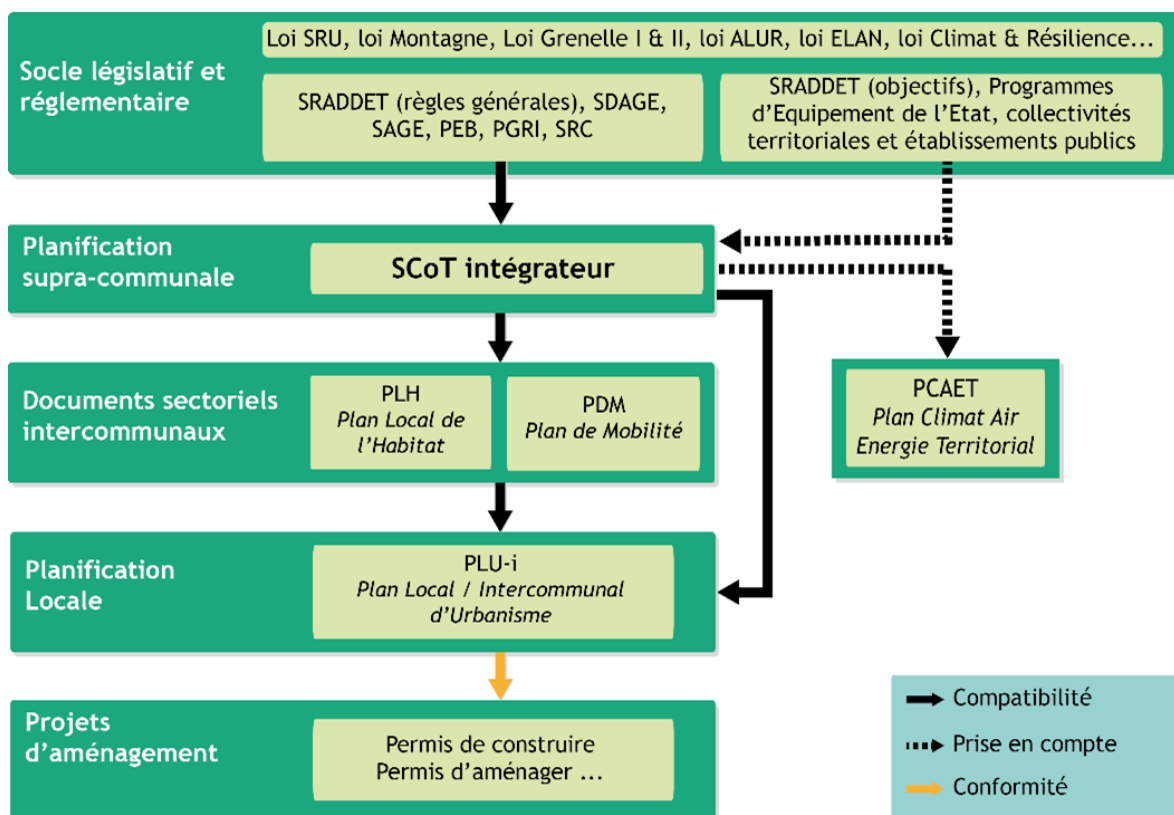 Loi SRU, loi Montagne, Loi Grenelle I & II, loi ALUR, loi ELAN, loi Climat & Résilience...
Socle législatif et
réglementaire
SRADDET (règles générales), SDAGE,
SAGE, PEB, PGRI, SRC
SRADDET (objectifs), Programmes
d'Equipement de l'Etat, collectivités
territoriales et établissements publics
Planification
supra-communale
SCoT intégrateur
Documents sectoriels
intercommunaux
PLH
Plan Local de
l'Habitat
PDM
Plan de Mobilité
PCAET
Plan Climat Air
Energie Territorial
Planification
Locale
PLU-i
Plan Local / Intercommunal
d'Urbanisme
Projets
d'aménagement
Permis de construire
Permis d'aménager ...
Compatibilité
Prise en compte
Conformité